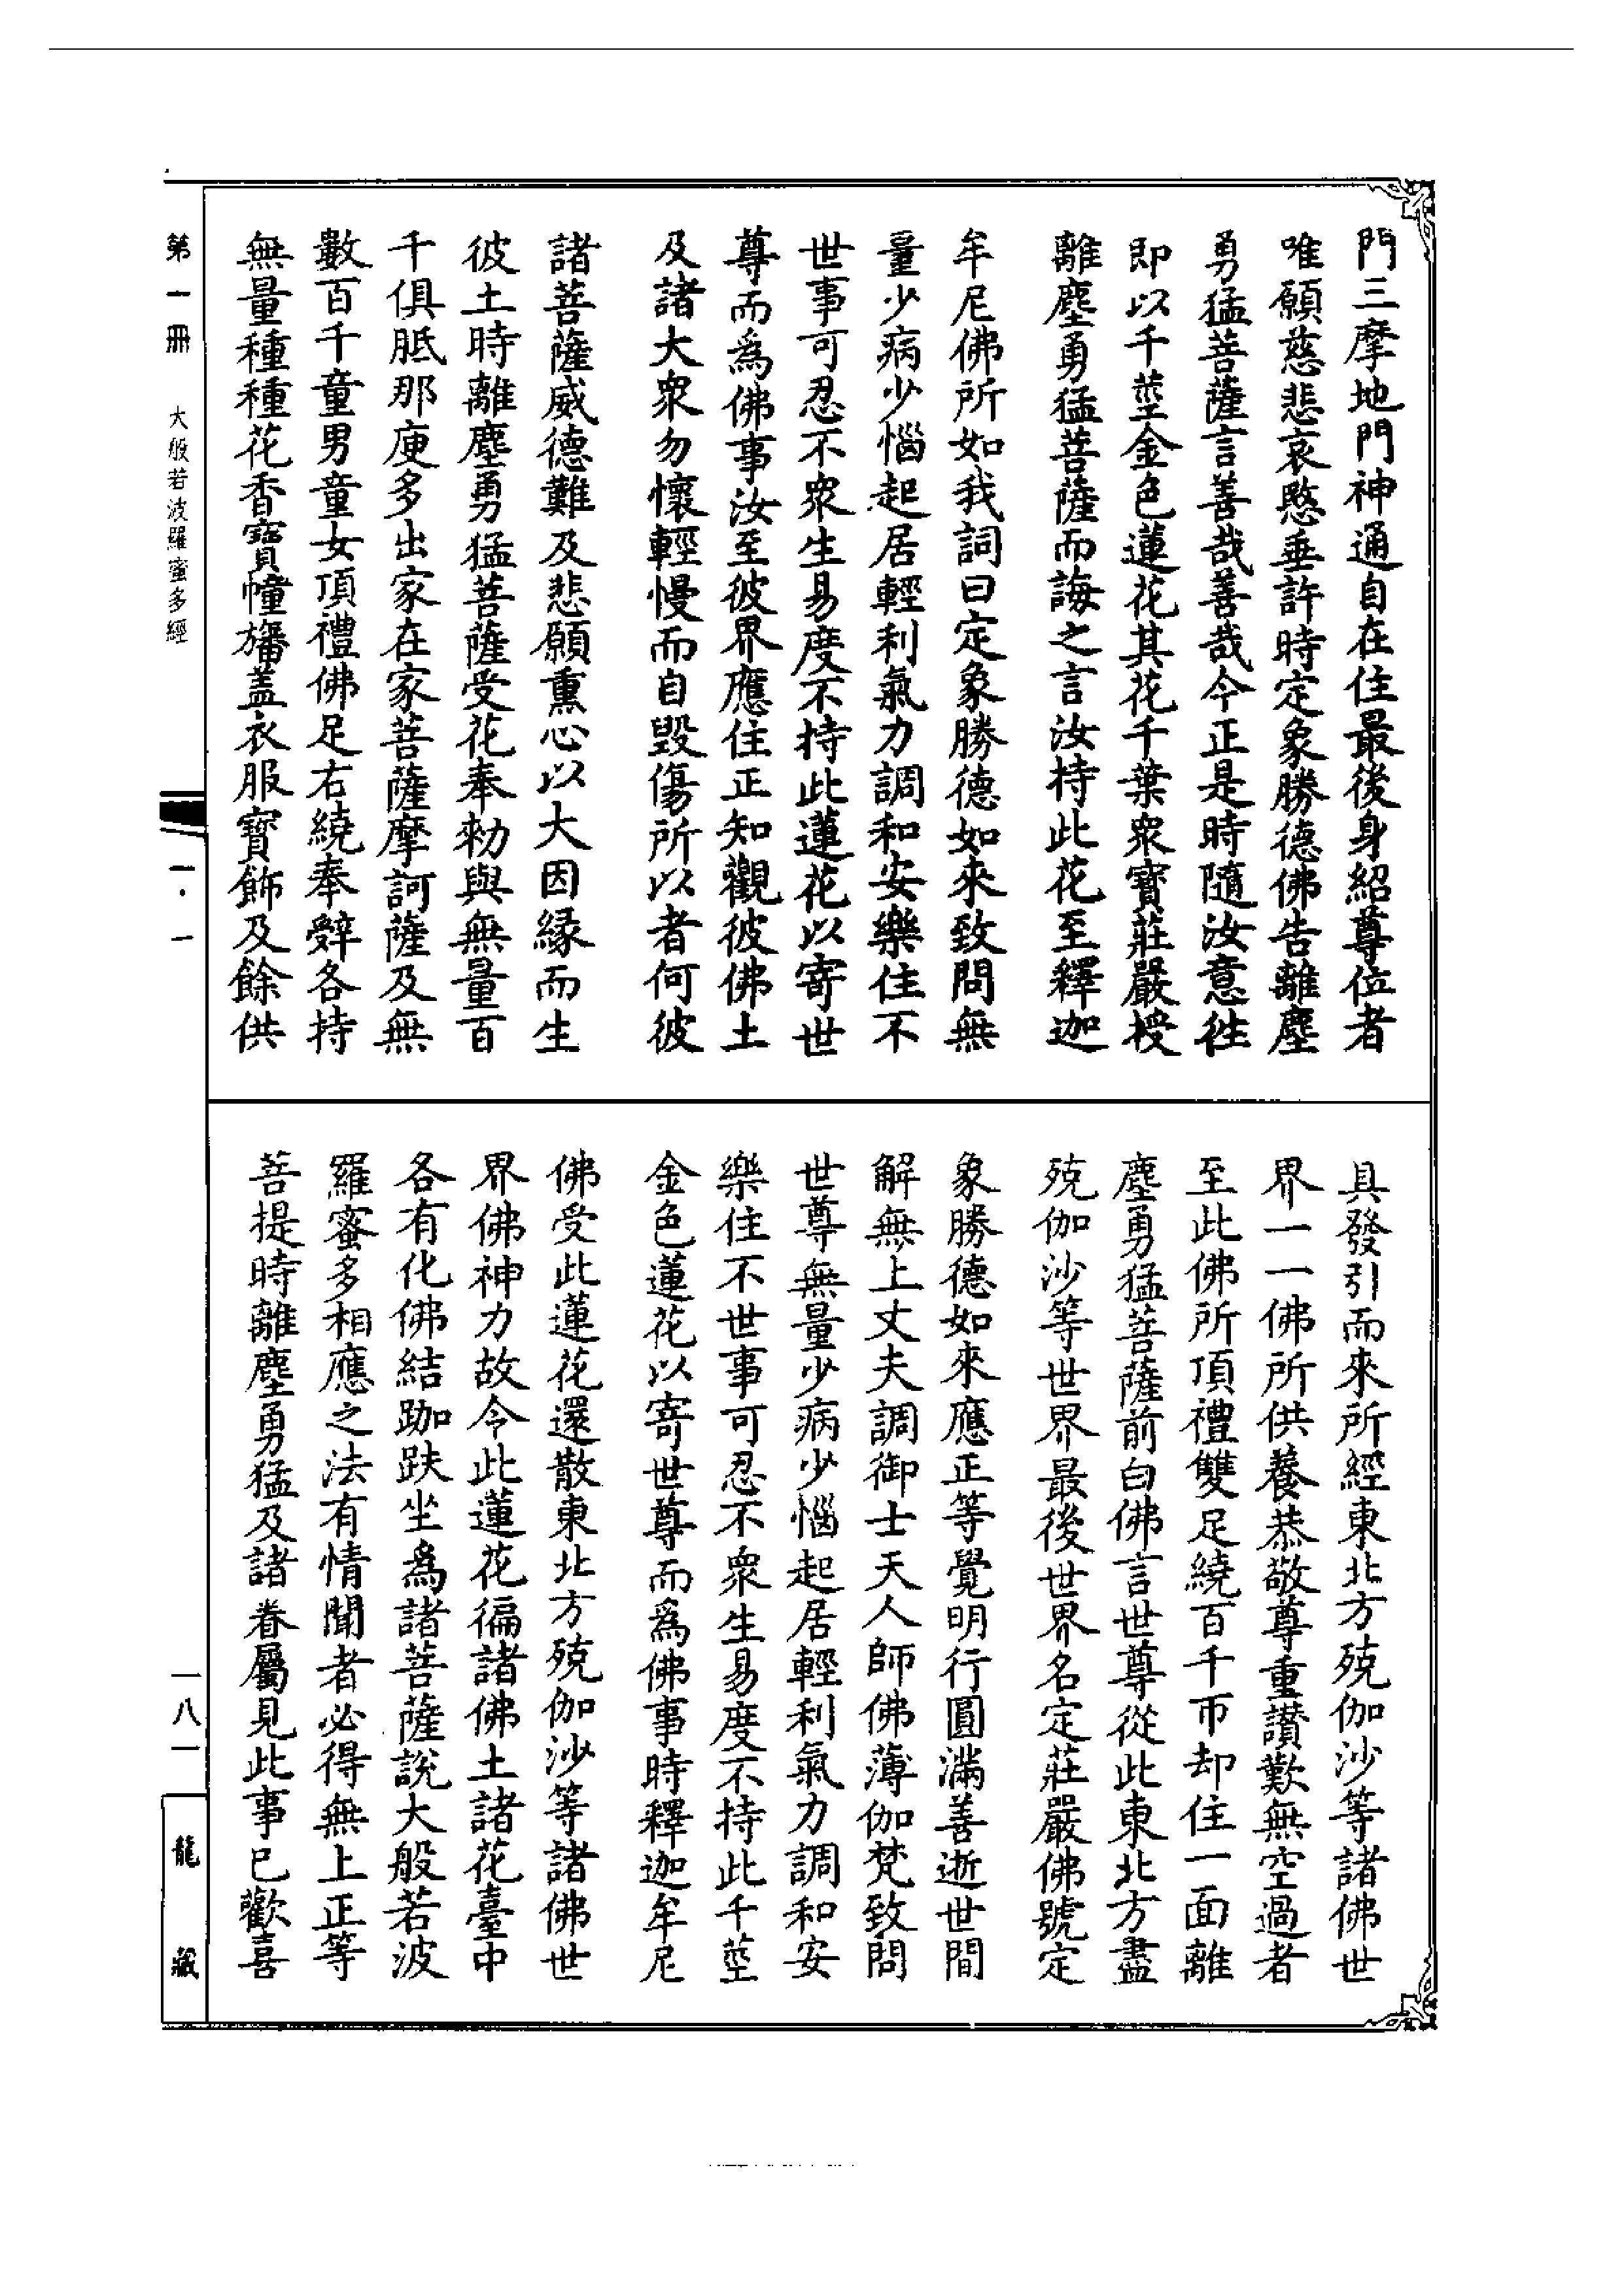 門三摩地門神通自在住最後身紹尊位者
唯願慈悲哀愍垂許時定象勝德佛告離塵
勇猛菩薩言善哉善哉今正是時隨汝意徃
即以千莖金色蓮花其花千葉衆寶莊嚴授
離塵勇猛菩薩而誨之言汝持此花至釋迦
牟尼佛所如我詞曰定象勝德如來致問無
量少病少惱起居輕利氣力調和安樂住不
世事可忍不衆生易度不持此蓮花以寄世
尊而爲佛事汝至彼界應住正知觀彼佛土
及諸大衆勿懷輕慢而自毀傷所以者何彼
諸菩薩威德難及悲願熏心以大因緣而生
彼土時離塵勇猛菩薩受花奉勑與無量百
千俱胝那庾多出家在家菩薩摩訶薩及無
數百千童男童女頂禮佛足右繞奉辭各持
無量種種花香寶幢旛蓋衣服寶飾及餘供
具發引而來所經東北方殑伽沙等諸佛世
界一一佛所供養恭敬尊重讚歎無空過者
至此佛所頂禮雙足繞百千帀却住一面離
塵勇猛菩薩前白佛言世尊從此東北方盡
殑伽沙等世界最後世界名定莊嚴佛號定
象勝德如來應正等覺明行圓滿善逝世間
解無上丈夫調御士天人師佛薄伽梵致問
世尊無量少病少惱起居輕利氣力調和安
樂住不世事可忍不衆生易度不持此千莖
金色蓮花以寄世尊而爲佛事時釋迦牟尼
佛受此蓮花還散東北方殑伽沙等諸佛世
界佛神力故令此蓮花徧諸佛土諸花臺中
各有化佛結跏趺坐爲諸菩薩說大般若波
羅蜜多相應之法有情聞者必得無上正等
菩提時離塵勇猛及諸眷屬見此事已歡喜
第一冊 大般若波羅蜜多經
一·一
一八一
龍藏